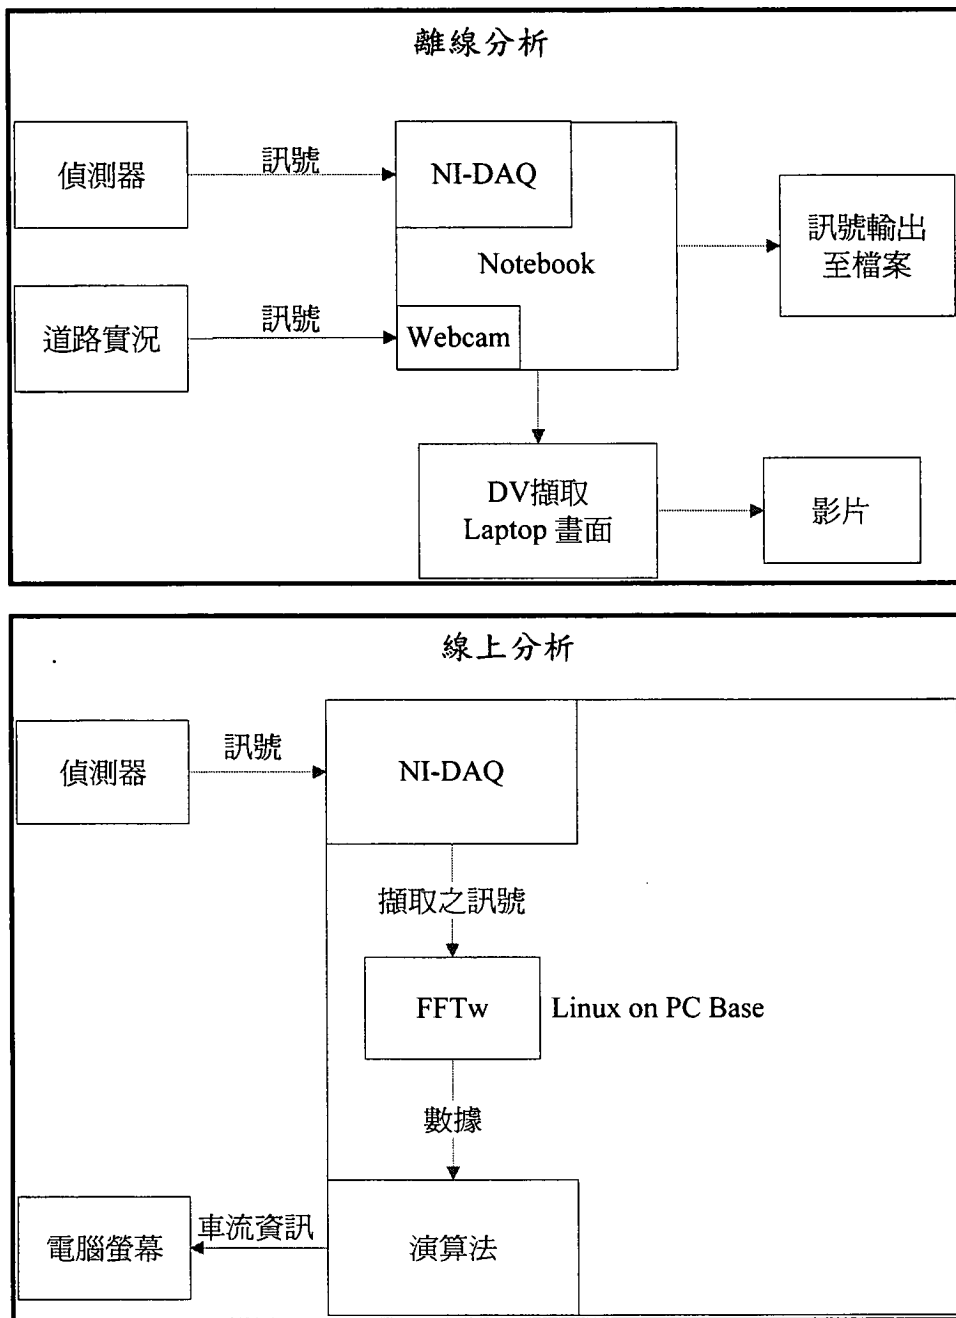 離線分析
偵測器
訊號
NI-DAQ
Notebook
訊號輸出
至檔案
道路實況
訊號
Webcam
DV擷取
Laptop 畫面
影片
線上分析
偵測器
訊號
NI-DAQ
擷取之訊號
FFTw
Linux on PC Base
數據
電腦螢幕
車流資訊
演算法